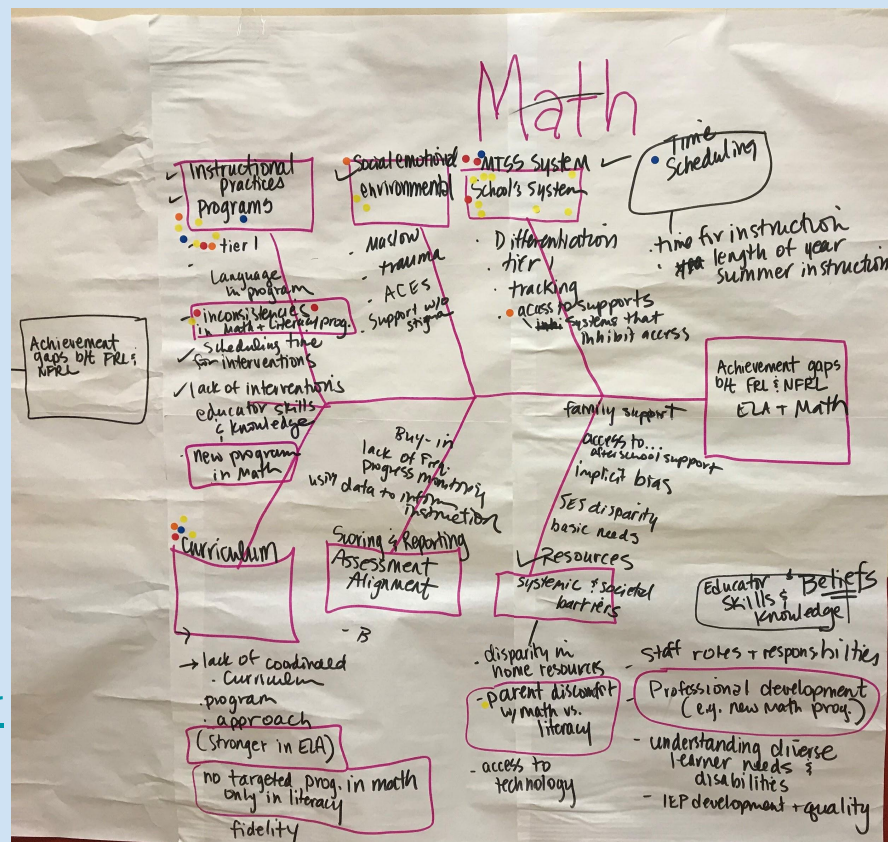 Math
Instructional
practices
Programs
tier 1
Language
in program
inconsistencies
in Math + Literacy prog.
scheduling time
for interventions
lack of interventions
educator skills
& knowledge
new program
in Math
Social emotional
environmental
Maslow
trauma
ACES
support w/o
stigma
MTSS System
School's System
Differentiation
tier 1
tracking
acess to supports
systems that
inhibit access
Time
Scheduling
time for instruction
length of year
summer instruction
Achievement
gaps b/t FRL &
NFRL
Achievement gaps
b/t FRL & NFRL
ELA + Math
Buy-in
lack of
Progress monitoring
using data to inform
instruction
family support
access to...
afterschool support
implicit bias
SES disparity
basic needs
Curriculum
→ lack of coordinated
Curriculum
program
approach
(Stronger in ELA)
no targeted prog. in math
only in literacy
fidelity
Scoring & Reporting
Assessment
Alignment
- B
Resources
systemic & societal
barriers
disparity in
home resources
parent discomfort
w/ math vs.
literacy
access to
technology
Educator & Beliefs
skills &
knowledge
Staff roles + responsibilties
Professional development
(e.g. new math prog.)
understanding diverse
learner needs &
disabilities
IEP development + quality